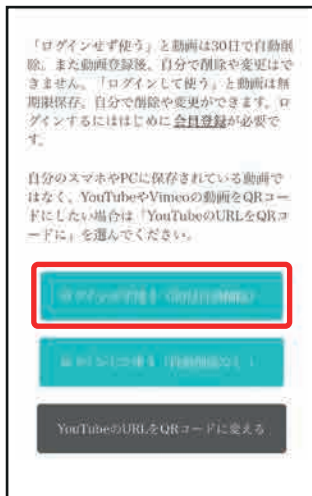 「ログインせず使う」と動画は30日で自動削
除。また動画登録後、自分で削除や変更はで
きません。「ログインして使う」と動画は無
期限保存。自分で削除や変更ができます。ロ
グインするにははじめに会員登録が必要で
す。
自分のスマホやPCに保存されている動画で
はなく、YouTubeやVimeoの動画をQRコー
ドにしたい場合は「YouTubeのURLをQRコ
ードに」を選んでください。
YouTubeのURLをQRコードに変える